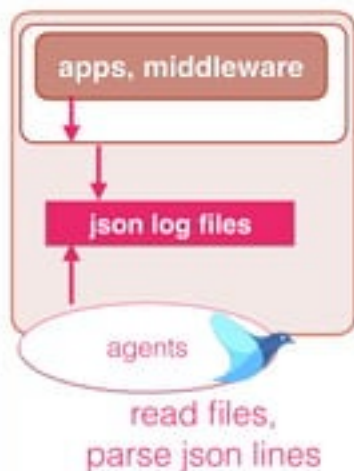 apps, middleware
json log files
agents
read files,
parse json lines